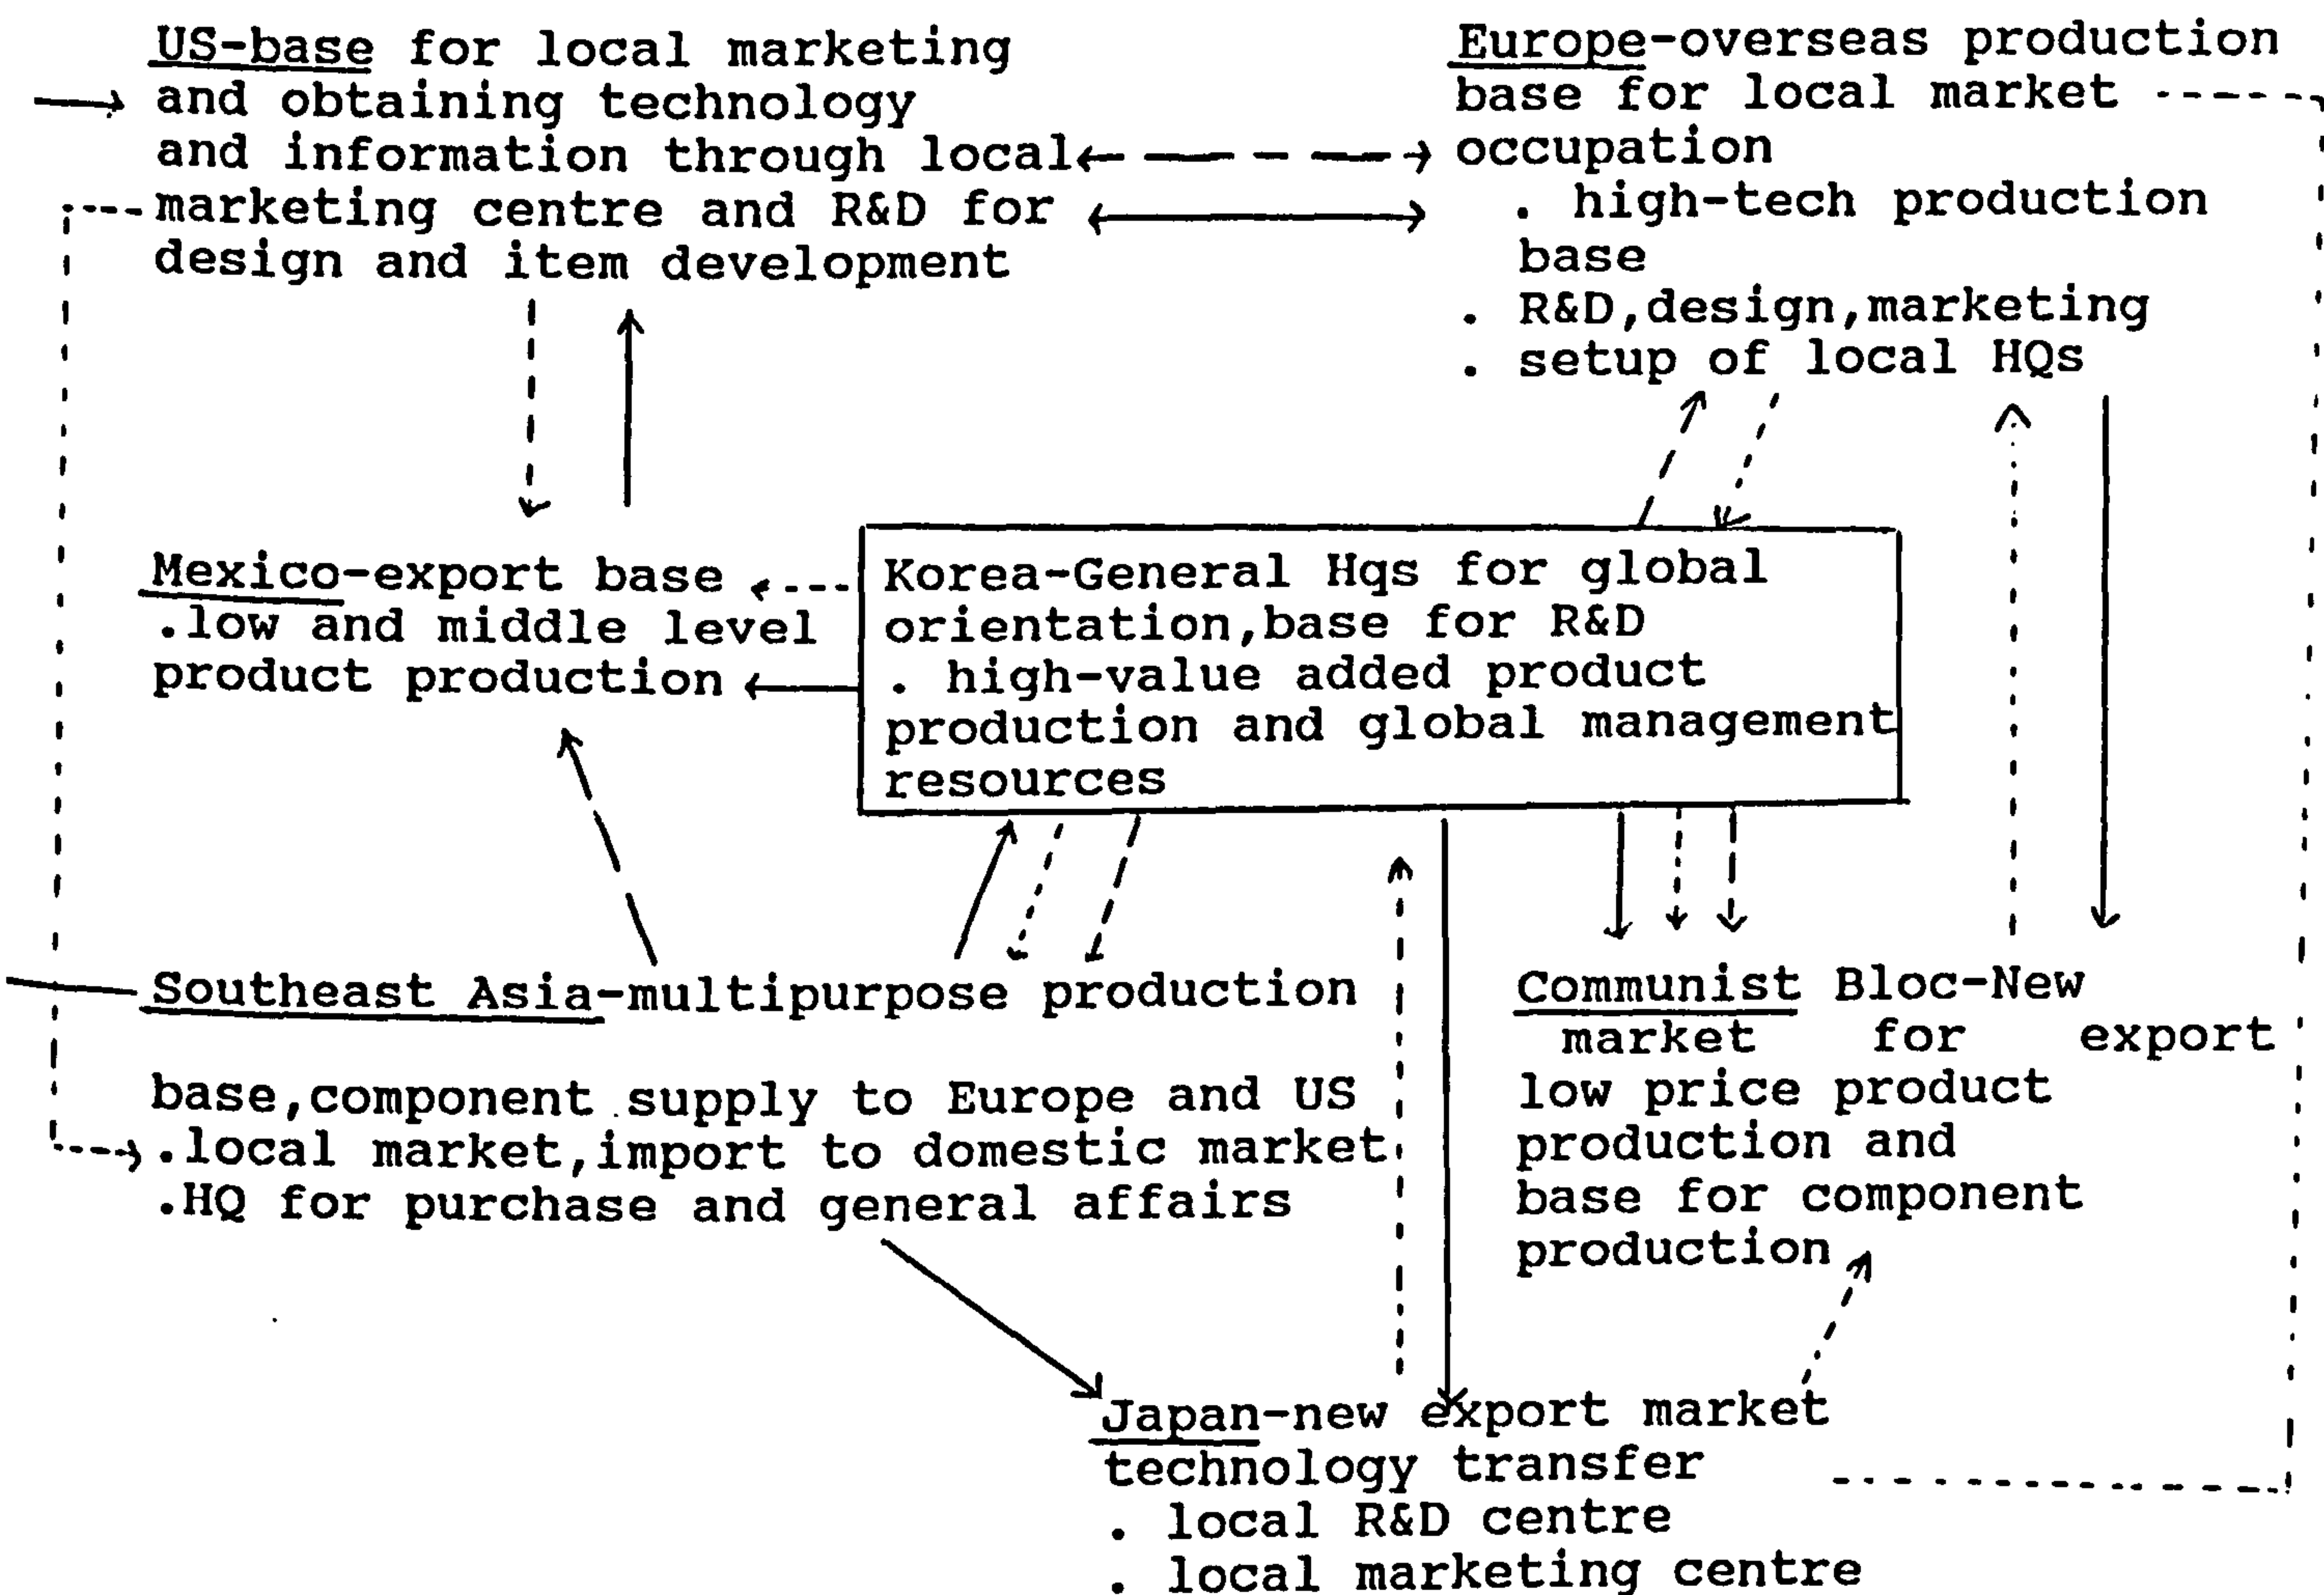 US-base for local marketing
and obtaining technology
and information through local
marketing centre and R&D for
design and item development
Europe-overseas production
base for local market
occupation
. high-tech production
base
. R&D,design,marketing
. setup of local HQs
Mexico-export base
.low and middle level
product production
Korea-General Hqs for global
orientation,base for R&D
. high-value added product
production and global management
resources
Southeast Asia-multipurpose production
base,component supply to Europe and US
.local market,import to domestic market
.HQ for purchase and general affairs
Communist Bloc-New
market for export
low price product
production and
base for component
production
Japan-new export market
technology transfer
. local R&D centre
. local marketing centre